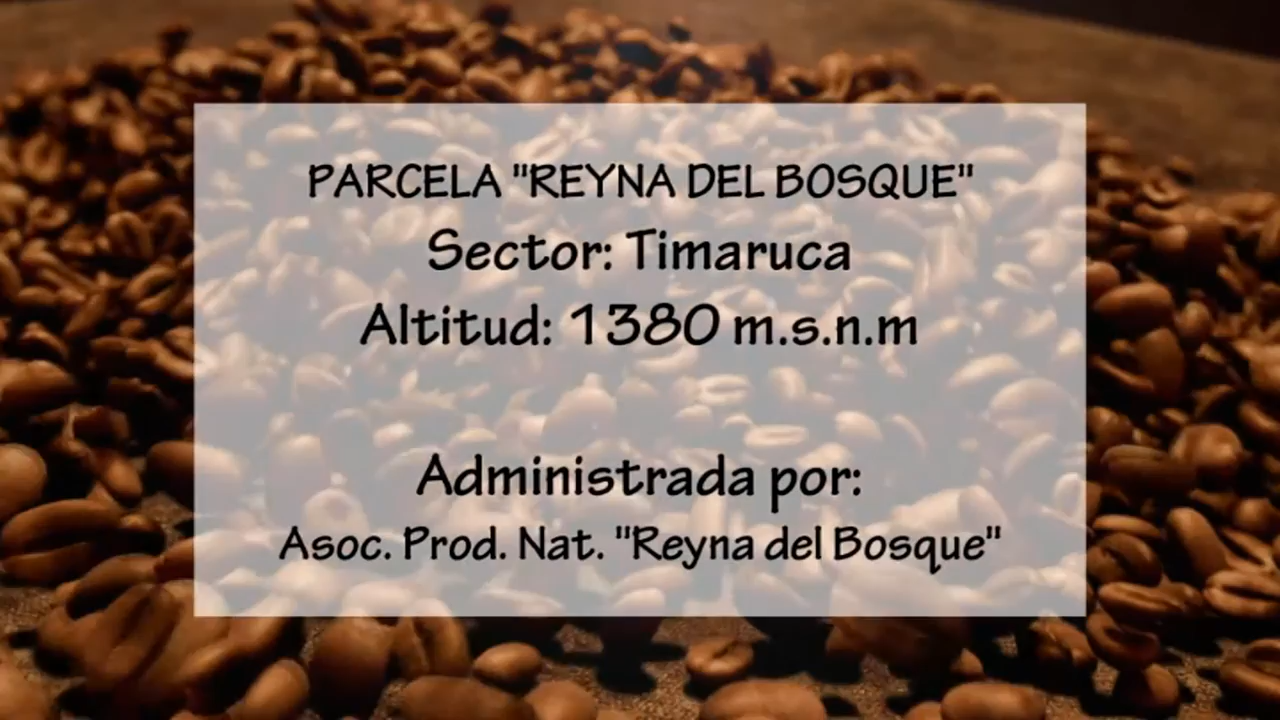 PARCELA "REYNA DEL BOSQUE"
Sector: Timaruca
Altitud: 1380 m.s.n.m
Administrada por:
Asoc. Prod. Nat. "Reyna del Bosque"